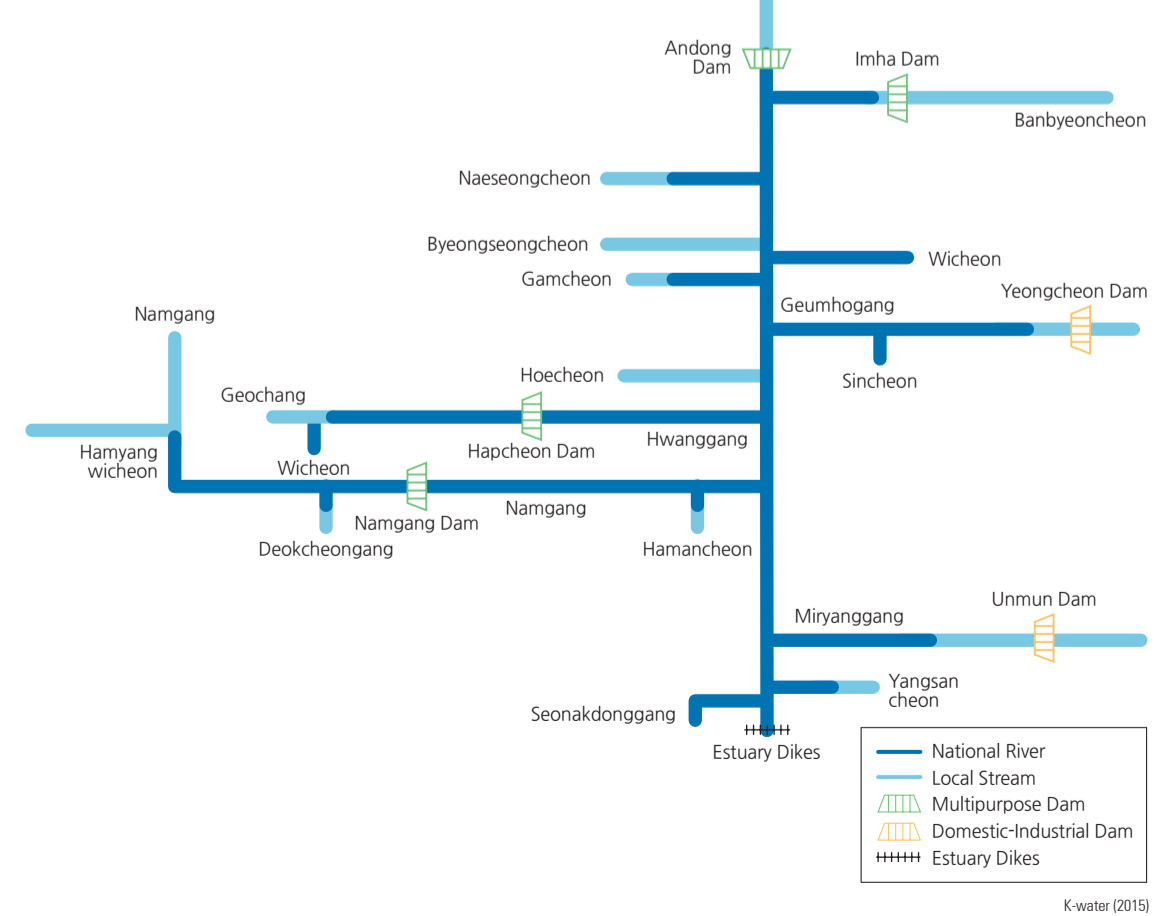 Andong
Dam
Imha Dam
Banbyeoncheon
Naeseongcheon
Byeongseongcheon
Wicheon
Gamcheon
Yeongcheon Dam
Geumhogang
Namgang
Sincheon
Hoecheon
Geochang
Hwanggang
Hapcheon Dam
Hamyang
wicheon
Wicheon
Namgang
Namgang Dam
Deokcheongang
Hamancheon
Unmun Dam
Miryanggang
Yangsan
cheon
Seonakdonggang
Estuary Dikes
National River
Local Stream
Multipurpose Dam
Domestic-Industrial Dam
Estuary Dikes
K-water (2015)